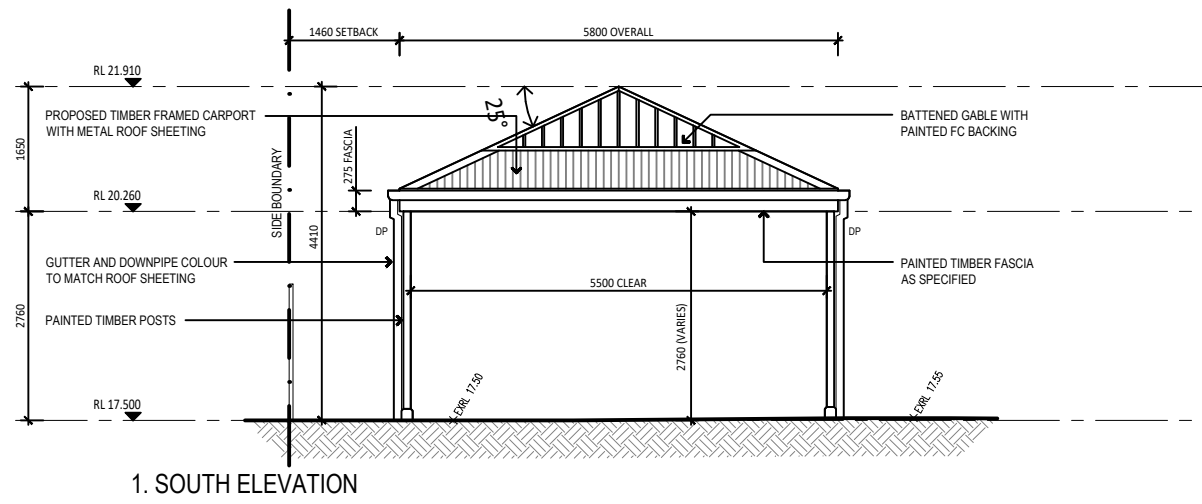 1460 SETBACK
5800 OVERALL
RL 21.910
PROPOSED TIMBER FRAMED CARPORT
WITH METAL ROOF SHEETING
25°
BATTENED GABLE WITH
PAINTED FC BACKING
1650
SIDE BOUNDARY
275 FASCIA
RL 20.260
4410
DP
DP
GUTTER AND DOWNPIPE COLOUR
TO MATCH ROOF SHEETING
PAINTED TIMBER FASCIA
AS SPECIFIED
5500 CLEAR
2760
PAINTED TIMBER POSTS
2760 (VARIES)
RL 17.500
EXRL 17.50
EXRL 17.55
1. SOUTH ELEVATION